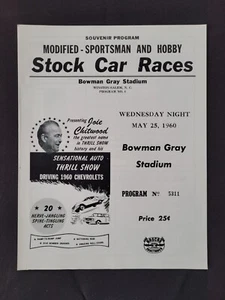 SOUVENIR PROGRAM
MODIFIED - SPORTSMAN AND HOBBY
Stock Car Races
Bowman Gray Stadium
WINSTON-SALEM, N. C.
Presenting Joie
Chitwood
the greatest name
in THRILL SHOW
history and his
SENSATIONAL AUTO
THRILL SHOW
DRIVING 1960 CHEVROLETS
20
NERVE-JANGLING
SPINE-TINGLING
ACTS
WEDNESDAY NIGHT
MAY 25, 1960
Bowman Gray
Stadium
PROGRAM No 5311
Price 25¢
NASCAR